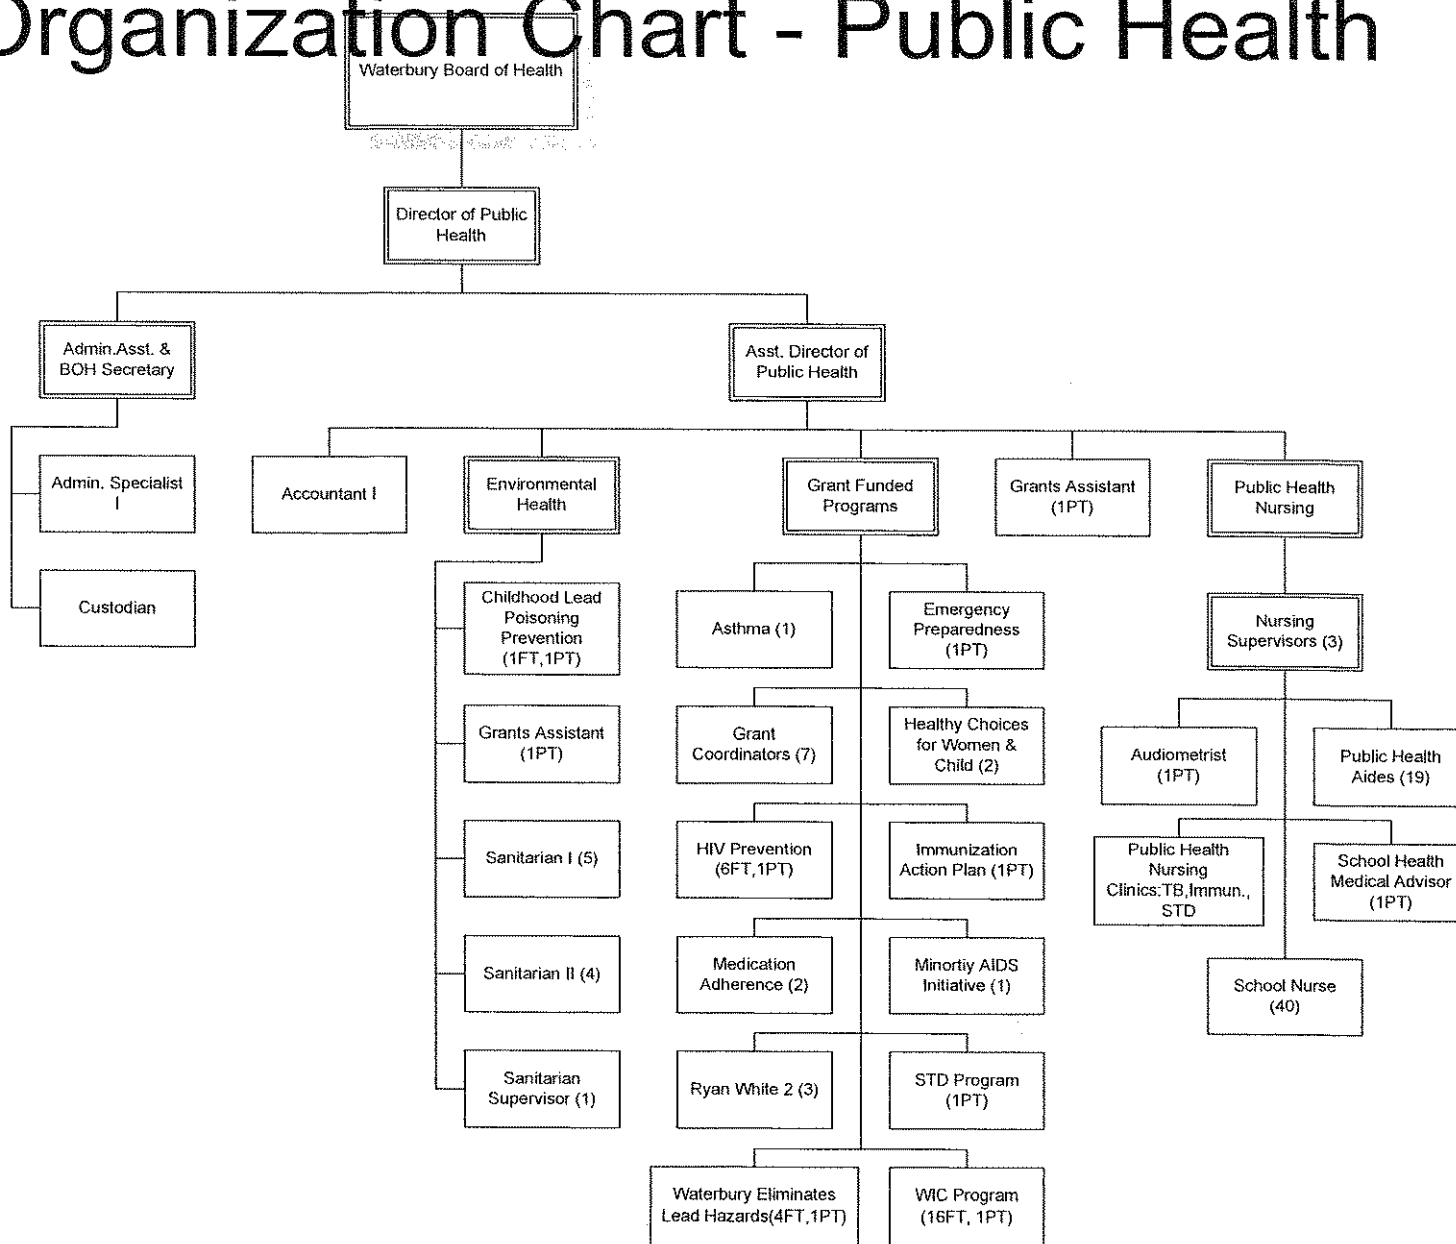 Organization Chart - Public Health
Waterbury Board of Health
Director of Public
Health
Admin.Asst. &
BOH Secretary
Asst. Director of
Public Health
Admin. Specialist
I
Custodian
Accountant I
Environmental
Health
Grant Funded
Programs
Grants Assistant
(1PT)
Public Health
Nursing
Childhood Lead
Poisoning
Prevention
(1FT,1PT)
Grants Assistant
(1PT)
Sanitarian I (5)
Sanitarian II (4)
Sanitarian
Supervisor (1)
Asthma (1)
Emergency
Preparedness
(1PT)
Grant
Coordinators (7)
Healthy Choices
for Women &
Child (2)
HIV Prevention
(6FT,1PT)
Immunization
Action Plan (1PT)
Medication
Adherence (2)
Minortiy AIDS
Initiative (1)
Ryan White 2 (3)
STD Program
(1PT)
Waterbury Eliminates
Lead Hazards(4FT,1PT)
WIC Program
(16FT, 1PT)
Nursing
Supervisors (3)
Audiometrist
(1PT)
Public Health
Aides (19)
Public Health
Nursing
Clinics:TB,Immun.,
STD
School Health
Medical Advisor
(1PT)
School Nurse
(40)